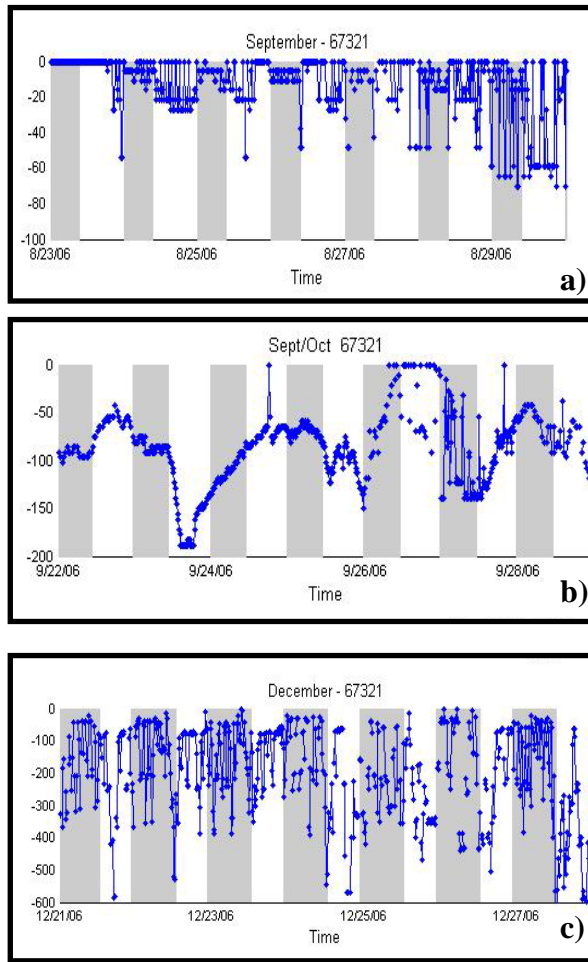 September - 67321
0
-20
-40
-60
-80
-100
8/23/06 8/25/06 8/27/06 8/29/06
Time
a)
Sept/Oct 67321
0
-50
-100
-150
-200
9/22/06 9/24/06 9/26/06 9/28/06
Time
b)
December - 67321
0
-100
-200
-300
-400
-500
-600
12/21/06 12/23/06 12/25/06 12/27/06
Time
c)